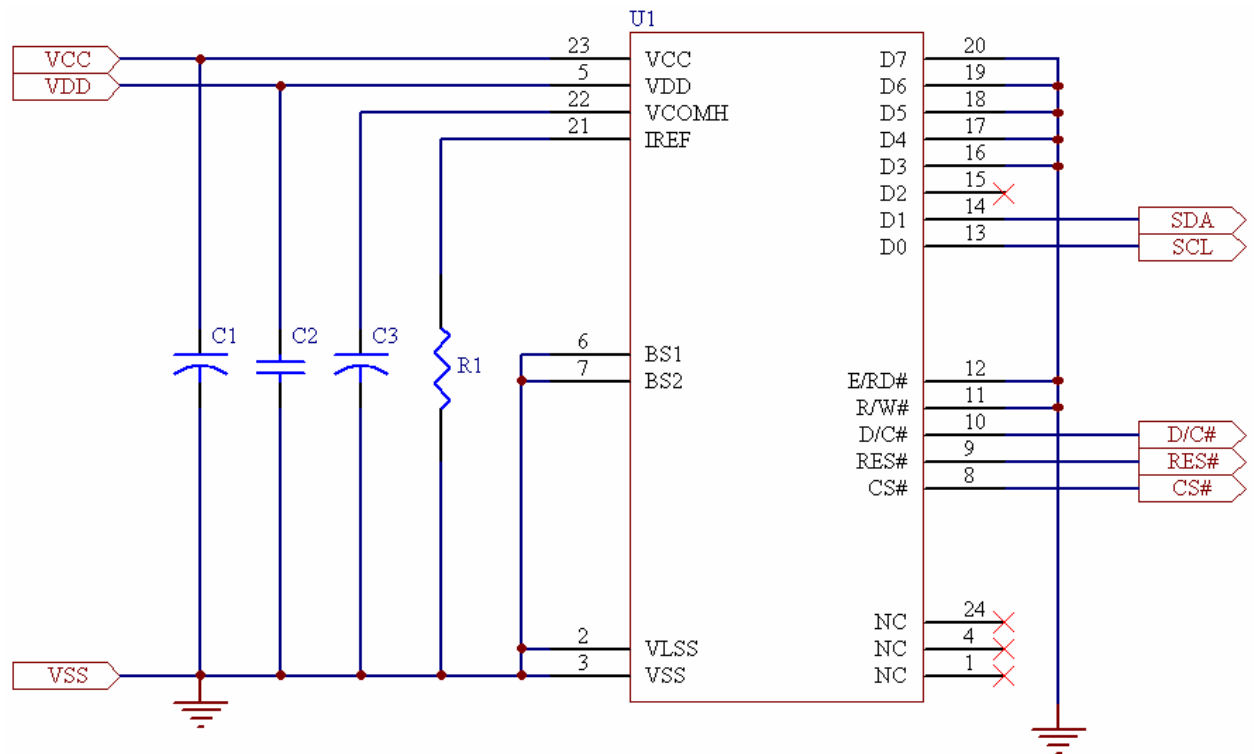 U1
VCC
VDD
VSS
C1
C2
C3
R1
23 VCC
5 VDD
22 VCOMH
21 IREF
6 BS1
7 BS2
2 VLSS
3 VSS
D7 20
D6 19
D5 18
D4 17
D3 16
D2 15
D1 14 SDA
D0 13 SCL
E/RD# 12
R/W# 11
D/C# 10 D/C#
RES# 9 RES#
CS# 8 CS#
NC 24
NC 4
NC 1